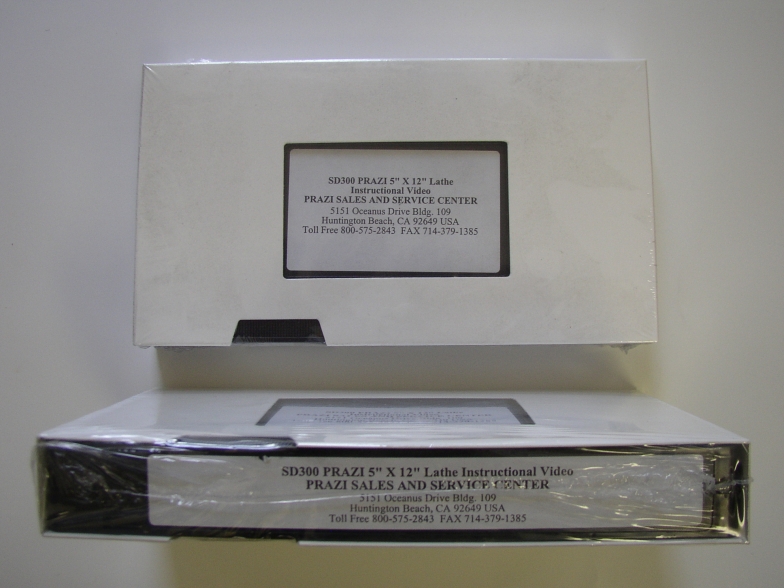 SD300 PRAZI 5" X 12" Lathe
Instructional Video
PRAZI SALES AND SERVICE CENTER
5151 Oceanus Drive Bldg. 109
Huntington Beach, CA 92649 USA
Toll Free 800-575-2843 FAX 714-379-1385
SD300 PRAZI 5" X 12" Lathe Instructional Video
PRAZI SALES AND SERVICE CENTER
5151 Oceanus Drive Bldg. 109
Huntington Beach, CA 92649 USA
Toll Free 800-575-2843 FAX 714-379-1385